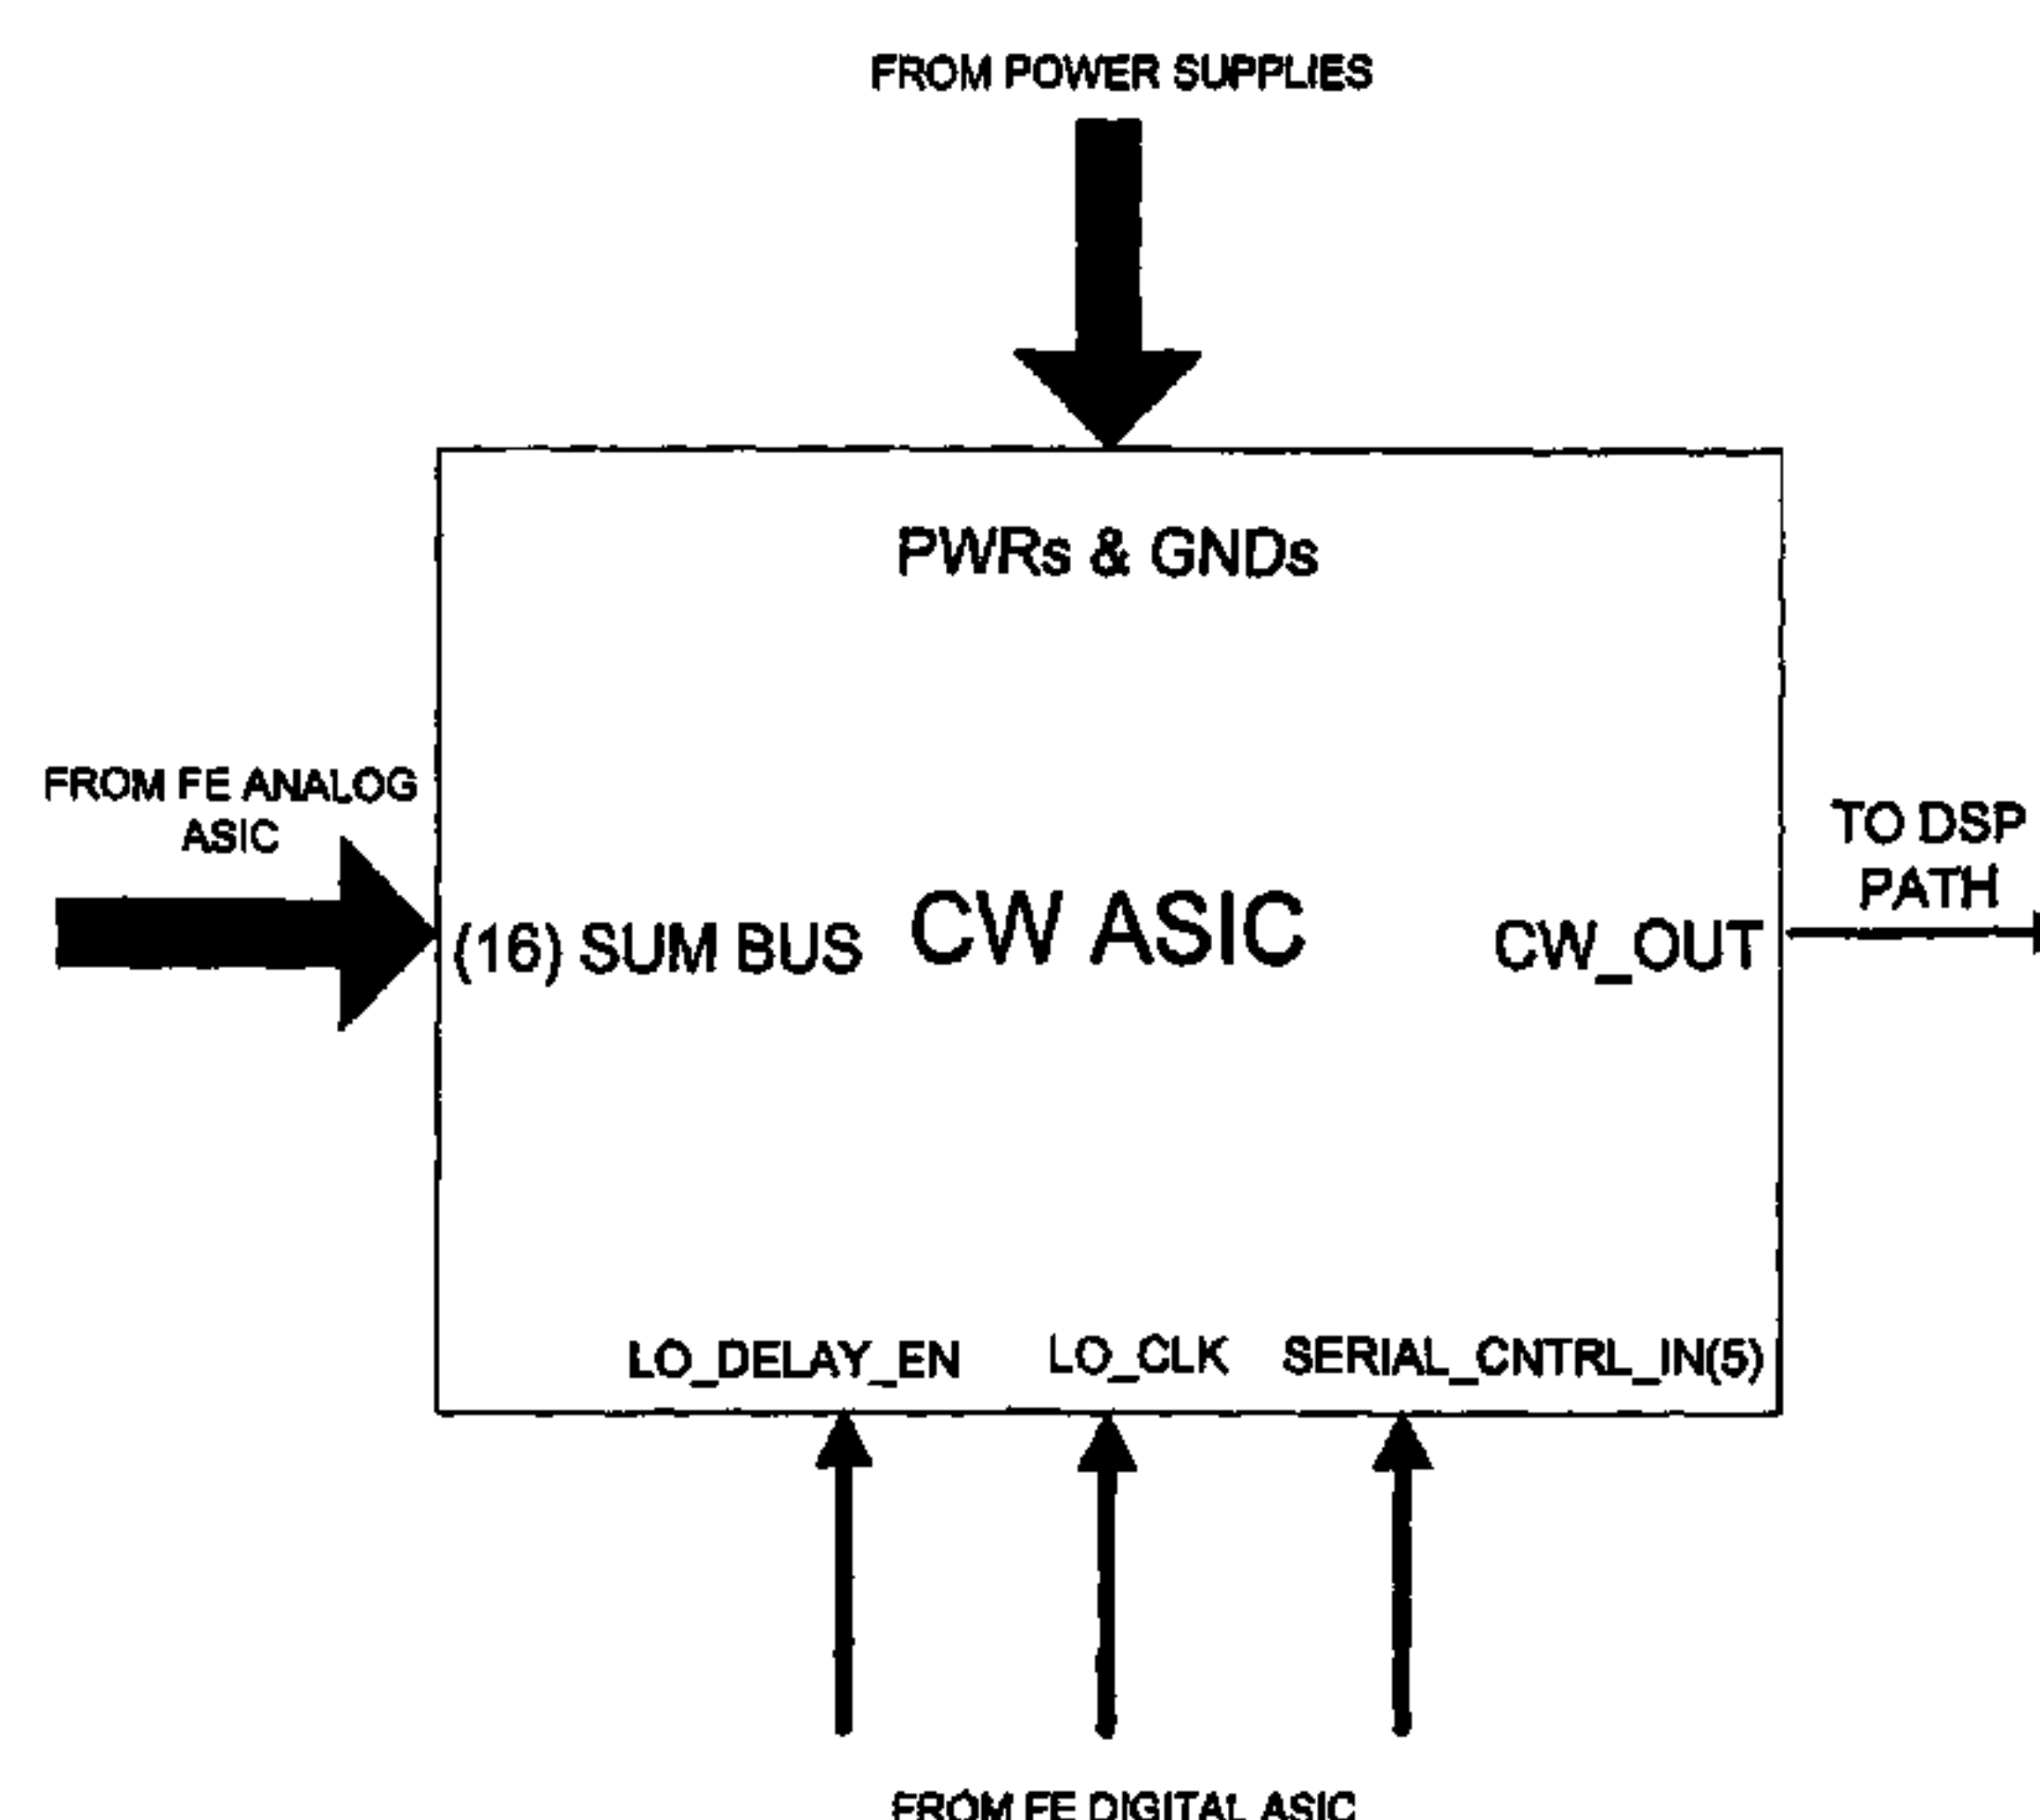 FROM POWER SUPPLIES
PWRs & GNDs
FROM FE ANALOG
ASIC
TO DSP
PATH
(16) SUM BUS
CW ASIC
CW_OUT
LO_DELAY_EN
LO_CLK
SERIAL_CNTRL_IN(5)
FROM FE DIGITAL ASIC